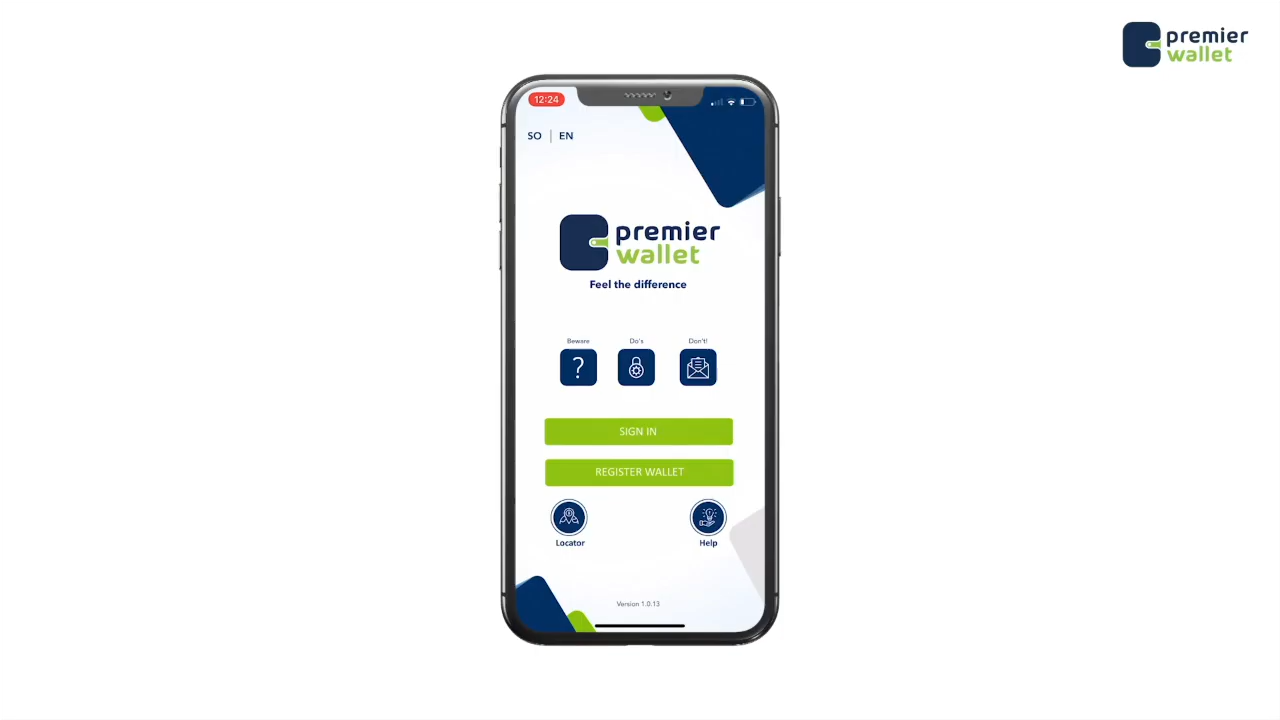 premier
wallet
12:24
SO | EN
premier
wallet
Feel the difference
Beware
Do's
Don't!
?
SIGN IN
REGISTER WALLET
Locator
Help
Version 1.0.13